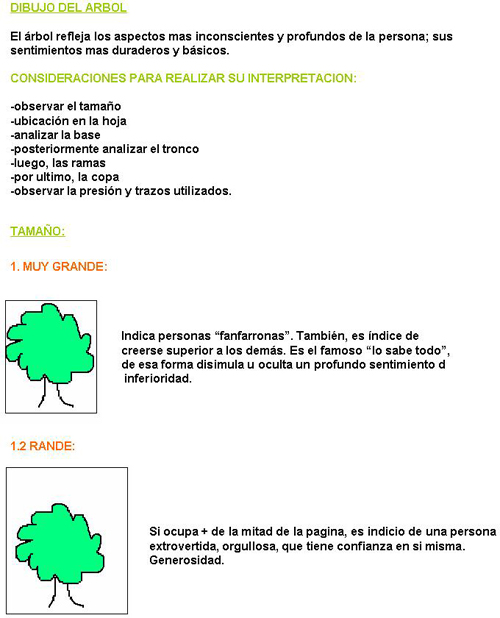 DIBUJO DEL ARBOL
El árbol refleja los aspectos mas inconscientes y profundos de la persona; sus
sentimientos mas duraderos y básicos.
CONSIDERACIONES PARA REALIZAR SU INTERPRETACION:
-observar el tamaño
-ubicación en la hoja
-analizar la base
-posteriormente analizar el tronco
-luego, las ramas
-por ultimo, la copa
-observar la presión y trazos utilizados.
TAMAÑO:
1. MUY GRANDE:
Indica personas “fanfarronas”. También, es índice de
creerse superior a los demás. Es el famoso “lo sabe todo”,
de esa forma disimula u oculta un profundo sentimiento d
inferioridad.
1.2 RANDE:
Si ocupa + de la mitad de la pagina, es indicio de una persona
extrovertida, orgullosa, que tiene confianza en si misma.
Generosidad.